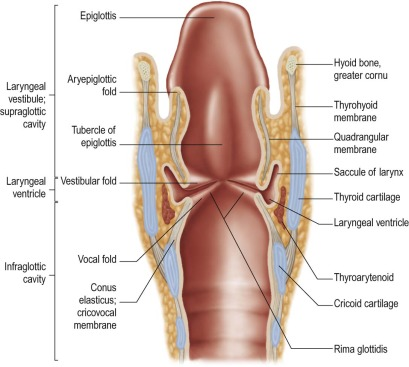 Epiglottis
Laryngeal
vestibule;
supraglottic
cavity
Aryepiglottic
fold
Tubercle of
epiglottis
Laryngeal
ventricle
Vestibular fold
Infraglottic
cavity
Vocal fold
Conus
elasticus;
cricovocal
membrane
Hyoid bone,
greater cornu
Thyrohyoid
membrane
Quadrangular
membrane
Saccule of larynx
Thyroid cartilage
Laryngeal ventricle
Thyroarytenoid
Cricoid cartilage
Rima glottidis